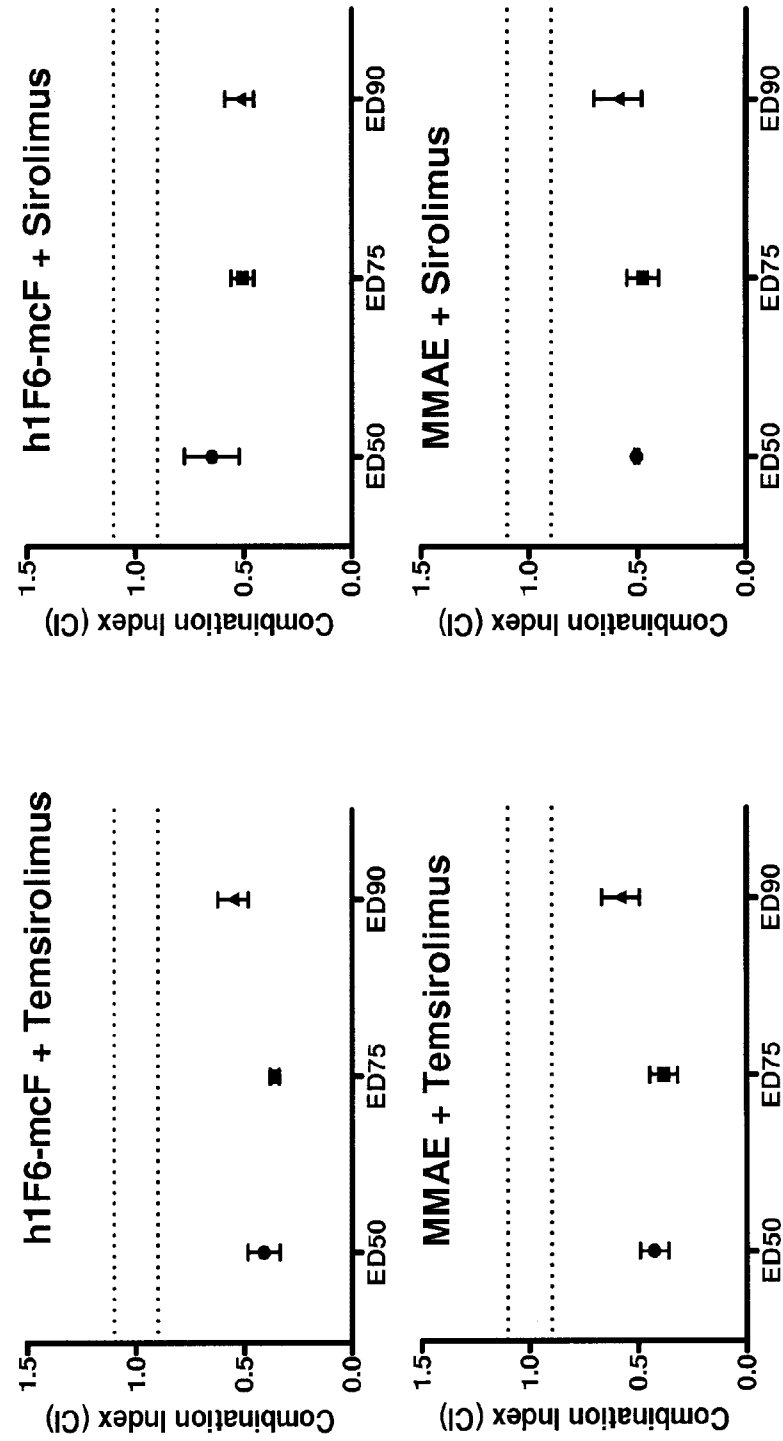 h1F6-mcF + Temsirolimus
Combination Index (CI)
1.5
1.0
0.5
0.0
ED50
ED75
ED90
h1F6-mcF + Sirolimus
Combination Index (CI)
1.5
1.0
0.5
0.0
ED50
ED75
ED90
MMAE + Temsirolimus
Combination Index (CI)
1.5
1.0
0.5
0.0
ED50
ED75
ED90
MMAE + Sirolimus
Combination Index (CI)
1.5
1.0
0.5
0.0
ED50
ED75
ED90